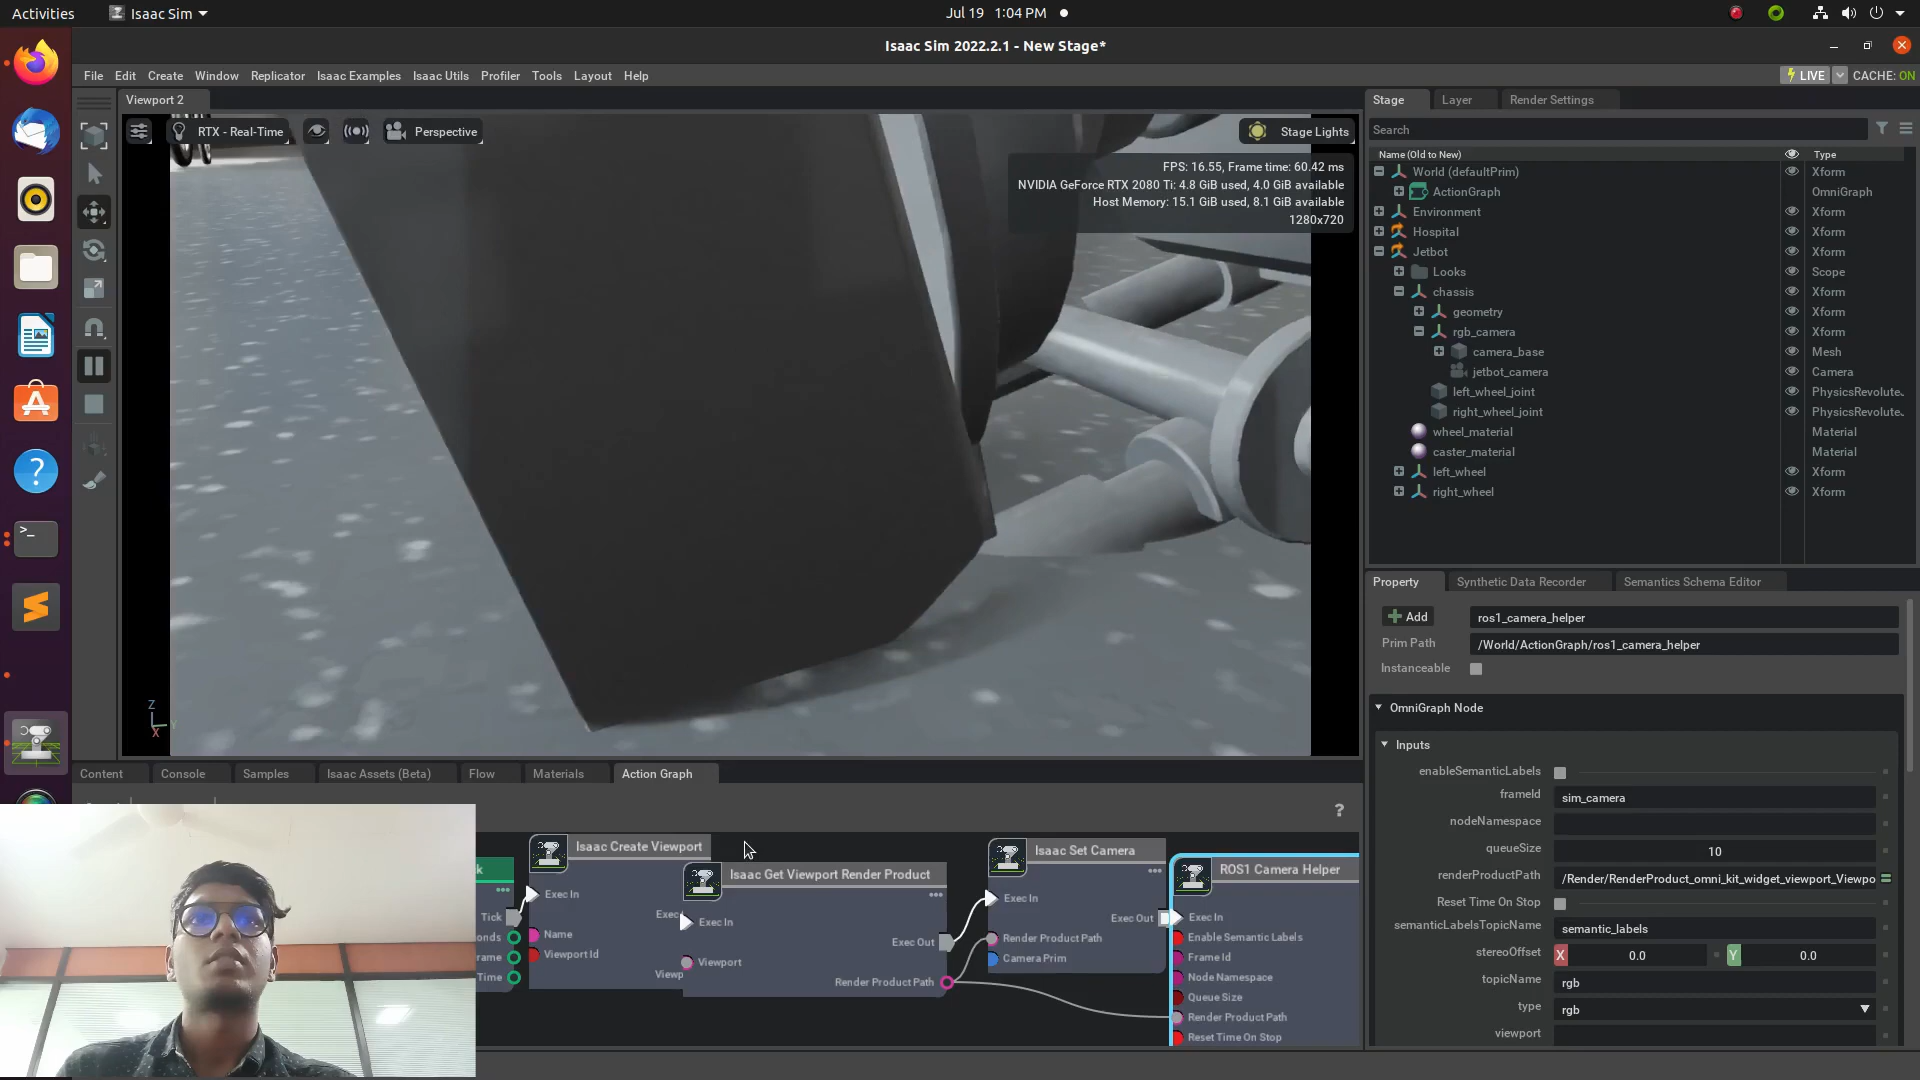 Activities
Isaac Sim
Jul 19 1:04 PM
Isaac Sim 2022.2.1 - New Stage*
File Edit Create Window Replicator Isaac Examples Isaac Utils Profiler Tools Layout Help
LIVE
CACHE: ON
Viewport 2
RTX - Real-Time
Perspective
Stage Lights
FPS: 16.55, Frame time: 60.42 ms
NVIDIA GeForce RTX 2080 Ti: 4.8 GiB used, 4.0 GiB available
Host Memory: 15.1 GiB used, 8.1 GiB available
1280x720
Z
Y
X
Stage Layer Render Settings
Search
Name (Old to New) Type
World (defaultPrim) Xform
ActionGraph OmniGraph
Environment Xform
Hospital Xform
Jetbot Xform
Looks Scope
chassis Xform
geometry Xform
rgb_camera Xform
camera_base Mesh
jetbot_camera Camera
left_wheel_joint PhysicsRevolute
right_wheel_joint PhysicsRevolute
wheel_material Material
caster_material Material
left_wheel Xform
right_wheel Xform
Property Synthetic Data Recorder Semantics Schema Editor
Add ros1_camera_helper
Prim Path /World/ActionGraph/ros1_camera_helper
Instanceable
OmniGraph Node
Inputs
enableSemanticLabels
frameId sim_camera
nodeNamespace
queueSize 10
renderProductPath /Render/RenderProduct_omni_kit_widget_viewport_Viewpo
Reset Time On Stop
semanticLabelsTopicName semantic_labels
stereoOffset X 0.0 Y 0.0
topicName rgb
type rgb
viewport
Content Console Samples Isaac Assets (Beta) Flow Materials Action Graph
?
k
Tick
onds
rame
Time
Isaac Create Viewport
Exec In
Exec
Name
Viewport Id
Viewp
Isaac Get Viewport Render Product
Exec In
Exec Out
Viewport
Render Product Path
Isaac Set Camera
Exec In
Exec Out
Render Product Path
Camera Prim
ROS1 Camera Helper
Exec In
Enable Semantic Labels
Frame Id
Node Namespace
Queue Size
Render Product Path
Reset Time On Stop